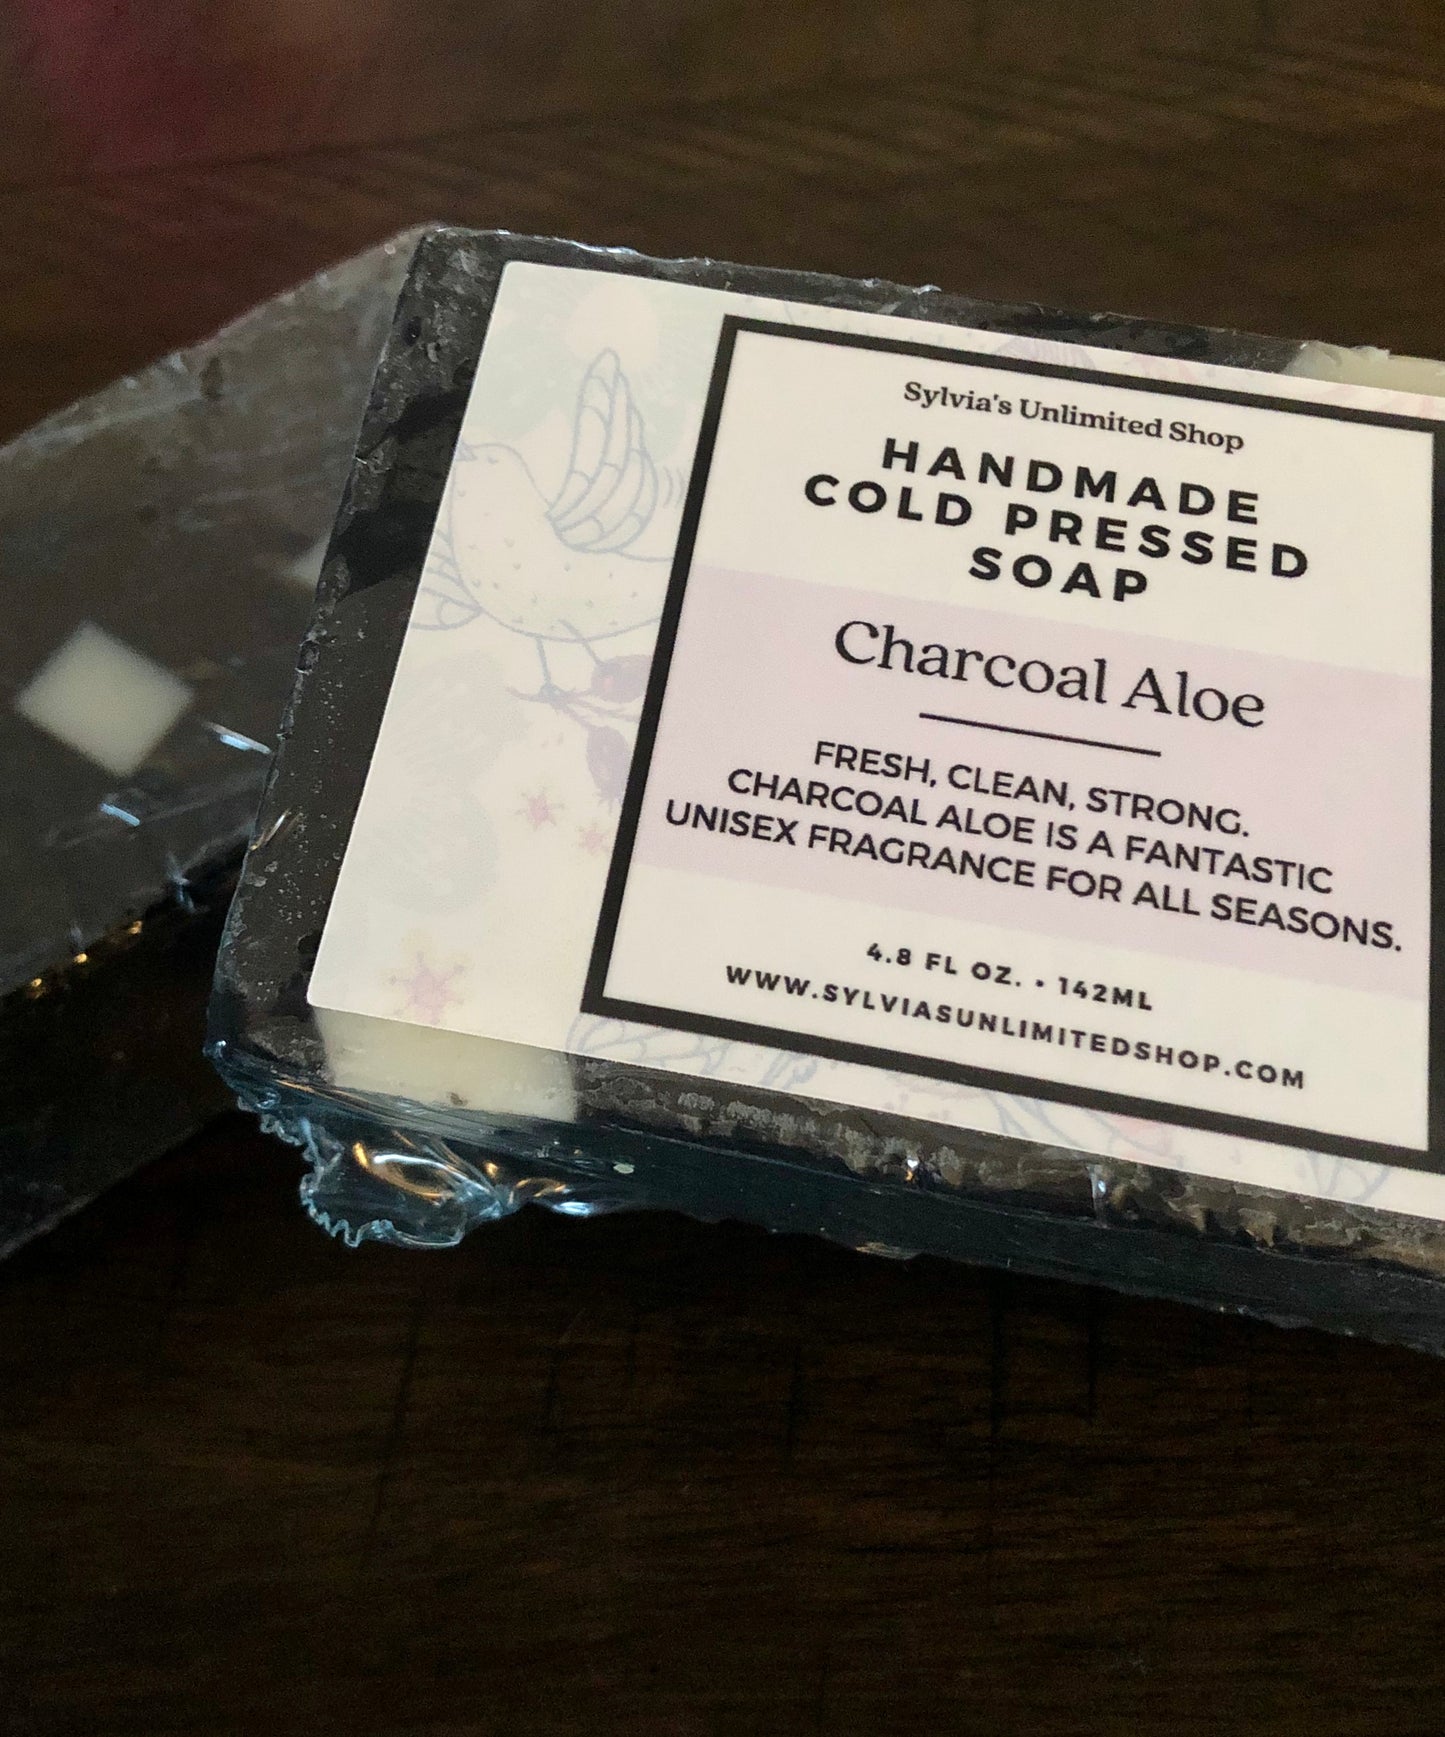 Sylvia's Unlimited Shop
HANDMADE
COLD PRESSED
SOAP
Charcoal Aloe
FRESH, CLEAN, STRONG.
CHARCOAL ALOE IS A FANTASTIC
UNISEX FRAGRANCE FOR ALL SEASONS.
4.8 FL OZ. • 142ML
WWW.SYLVIASUNLIMITEDSHOP.COM